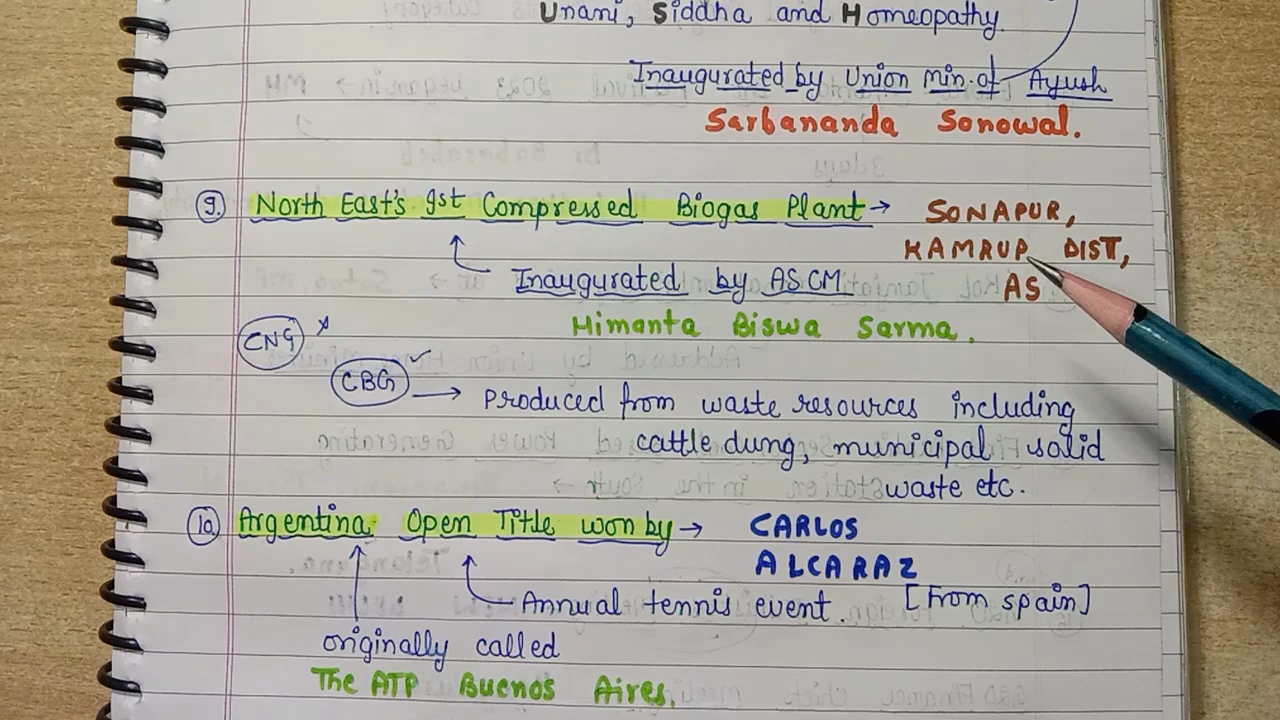 Unani, Siddha and Homeopathy.
Inaugurated by Union Min. of Ayush
Sarbananda Sonowal.
9. North East's 1st Compressed Biogas Plant → SONAPUR,
KAMRUP DIST,
AS
Inaugurated by AS CM
Himanta Biswa Sarma.
CNG x
CBG ✓ → Produced from waste resources including
cattle dung, municipal solid
waste etc.
10. Argentina Open Title won by → CARLOS
ALCARAZ
Annual tennis event. [From Spain]
originally called
The ATP Buenos Aires.